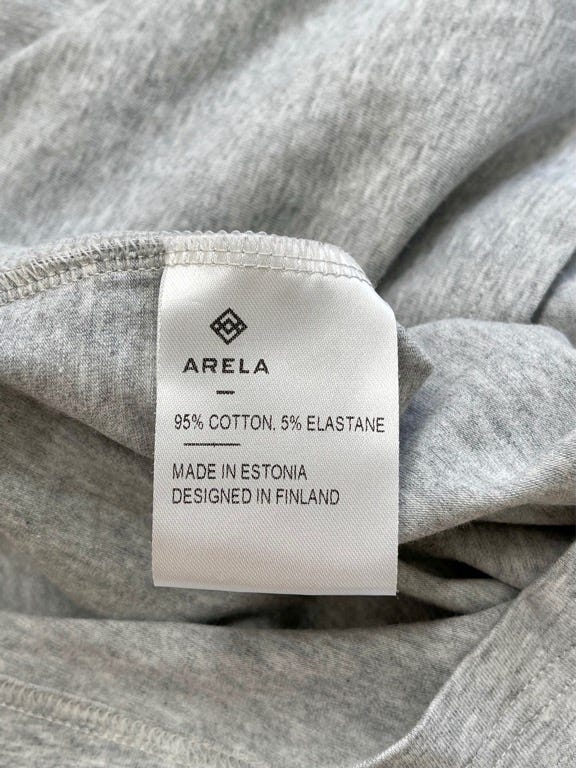 ARELA
95% COTTON. 5% ELASTANE
MADE IN ESTONIA
DESIGNED IN FINLAND